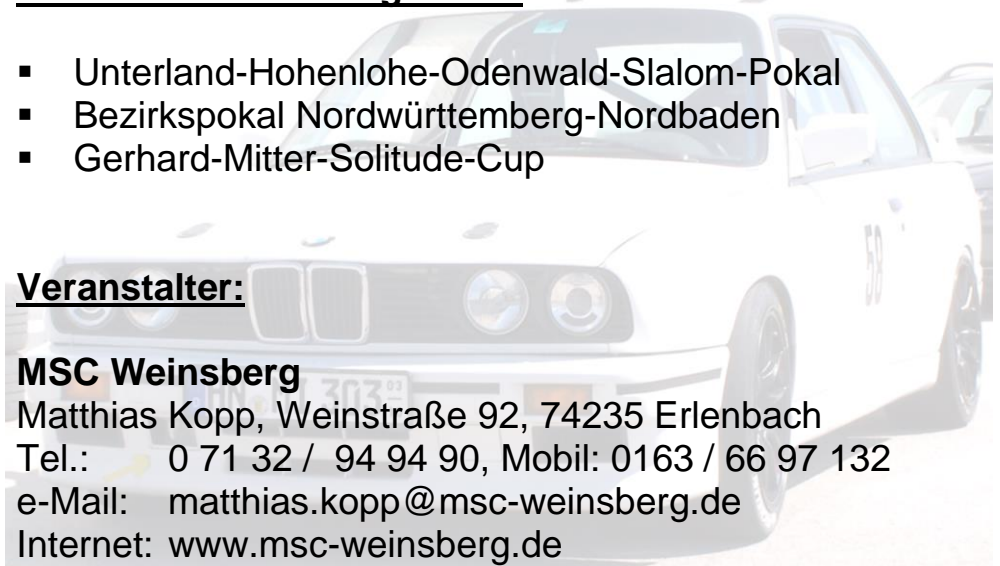 ▪ Unterland-Hohenlohe-Odenwald-Slalom-Pokal
▪ Bezirkspokal Nordwürttemberg-Nordbaden
▪ Gerhard-Mitter-Solitude-Cup
58
Veranstalter:
MSC Weinsberg
Matthias Kopp, Weinstraße 92, 74235 Erlenbach
Tel.: 0 71 32 / 94 94 90, Mobil: 0163 / 66 97 132
e-Mail: matthias.kopp@msc-weinsberg.de
Internet: www.msc-weinsberg.de